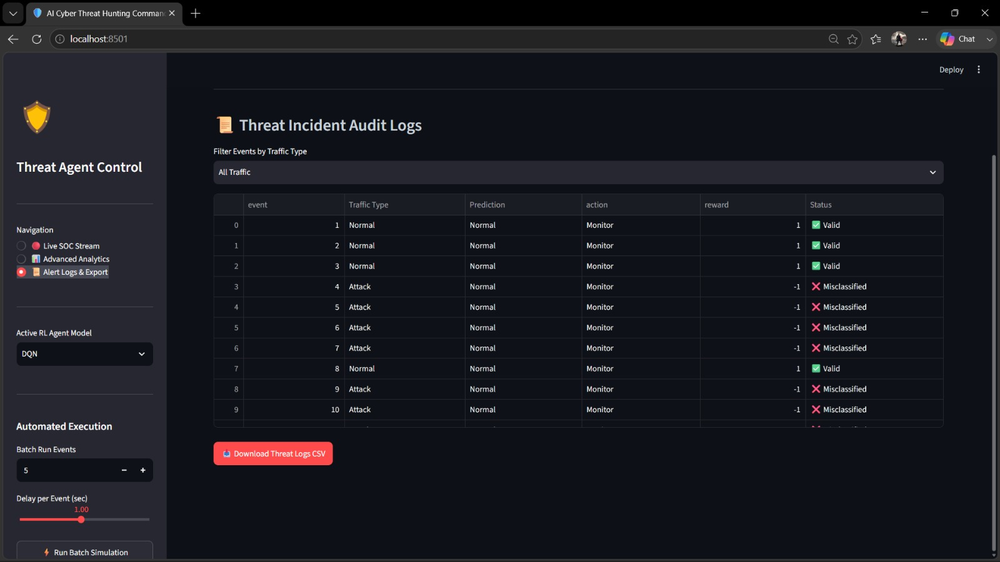 AI Cyber Threat Hunting Comman
localhost:8501
Chat
Deploy
Threat Agent Control
Navigation
Live SOC Stream
Advanced Analytics
Alert Logs & Export
Active RL Agent Model
DQN
Automated Execution
Batch Run Events
5 − +
Delay per Event (sec)
1.00
Run Batch Simulation
Threat Incident Audit Logs
Filter Events by Traffic Type
All Traffic
event Traffic Type Prediction action reward Status
0 1 Normal Normal Monitor 1 ✅ Valid
1 2 Normal Normal Monitor 1 ✅ Valid
2 3 Normal Normal Monitor 1 ✅ Valid
3 4 Attack Normal Monitor -1 ❌ Misclassified
4 5 Attack Normal Monitor -1 ❌ Misclassified
5 6 Attack Normal Monitor -1 ❌ Misclassified
6 7 Attack Normal Monitor -1 ❌ Misclassified
7 8 Normal Normal Monitor 1 ✅ Valid
8 9 Attack Normal Monitor -1 ❌ Misclassified
9 10 Attack Normal Monitor -1 ❌ Misclassified
Download Threat Logs CSV